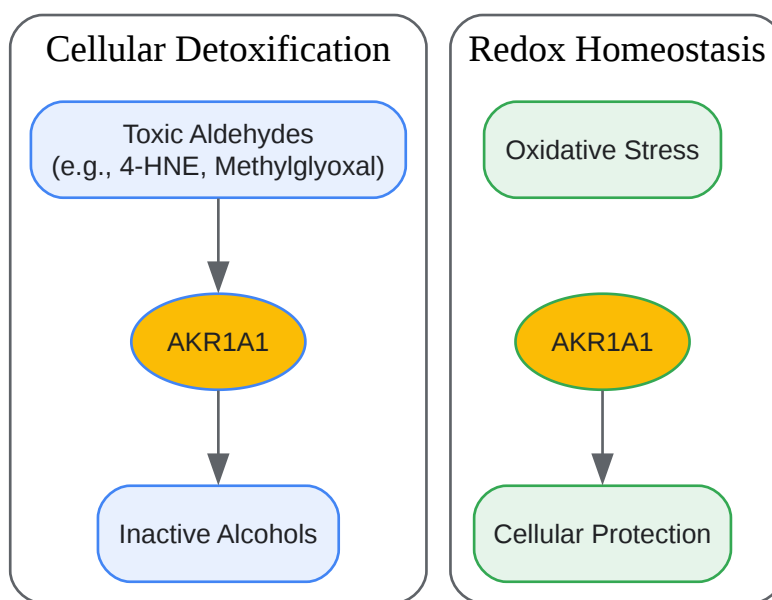 Cellular Detoxification
Toxic Aldehydes
(e.g., 4-HNE, Methylglyoxal)
AKR1A1
Inactive Alcohols
Redox Homeostasis
Oxidative Stress
AKR1A1
Cellular Protection